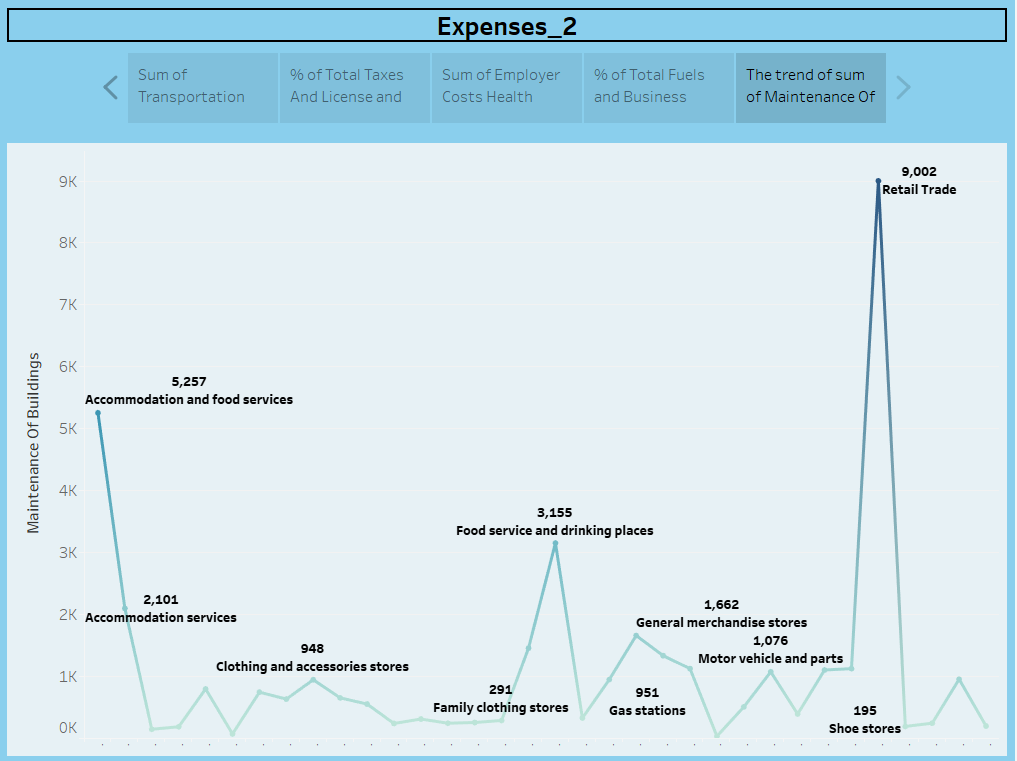 Expenses_2
Sum of
Transportation
% of Total Taxes
And License and
Sum of Employer
Costs Health
% of Total Fuels
and Business
The trend of sum
of Maintenance Of
9K
8K
7K
6K
5K
4K
3K
2K
1K
0K
Maintenance Of Buildings
9,002
Retail Trade
5,257
Accommodation and food services
3,155
Food service and drinking places
2,101
Accommodation services
1,662
General merchandise stores
1,076
Motor vehicle and parts
948
Clothing and accessories stores
291
Family clothing stores
951
Gas stations
195
Shoe stores